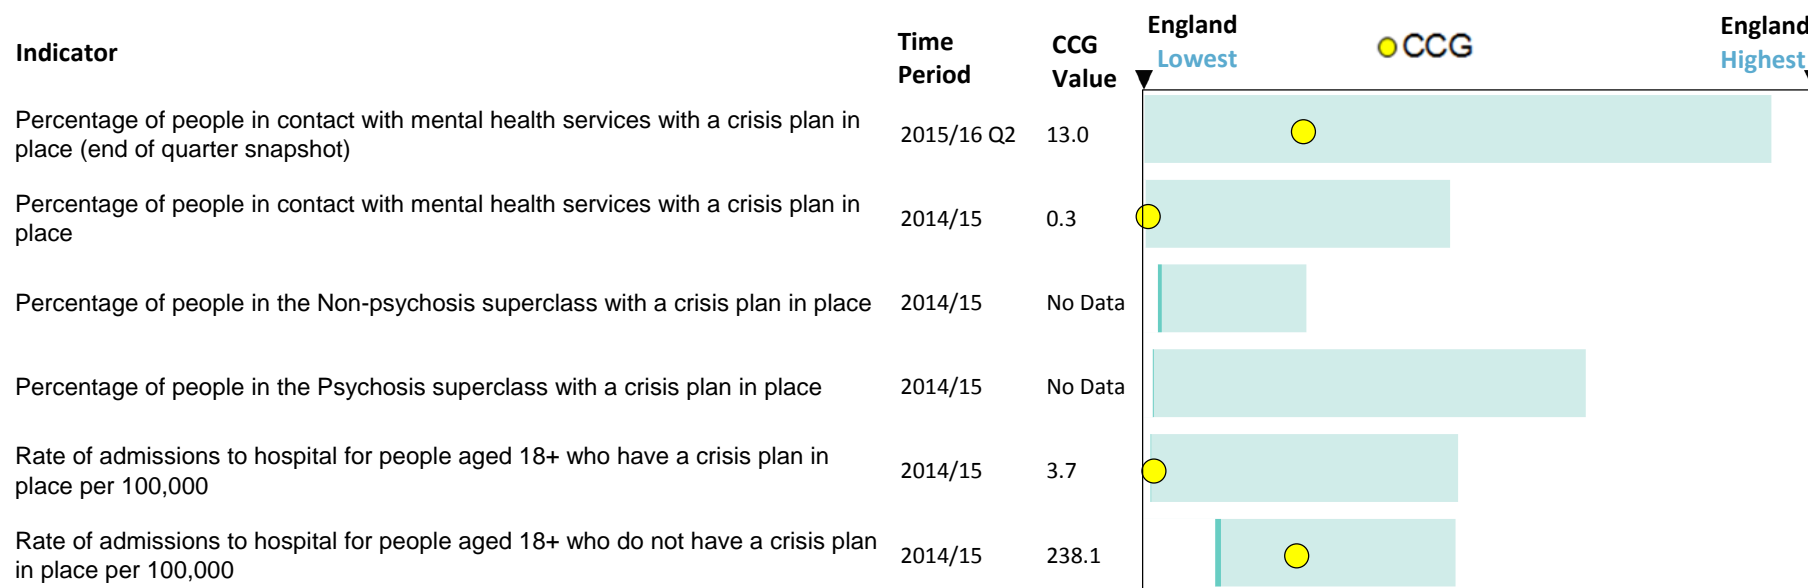 Indicator
Time Period
CCG Value
England Lowest
CCG
England Highest
Percentage of people in contact with mental health services with a crisis plan in
place (end of quarter snapshot)
2015/16 Q2
13.0
Percentage of people in contact with mental health services with a crisis plan in
place
2014/15
0.3
Percentage of people in the Non-psychosis superclass with a crisis plan in place
2014/15
No Data
Percentage of people in the Psychosis superclass with a crisis plan in place
2014/15
No Data
Rate of admissions to hospital for people aged 18+ who have a crisis plan in
place per 100,000
2014/15
3.7
Rate of admissions to hospital for people aged 18+ who do not have a crisis plan
in place per 100,000
2014/15
238.1